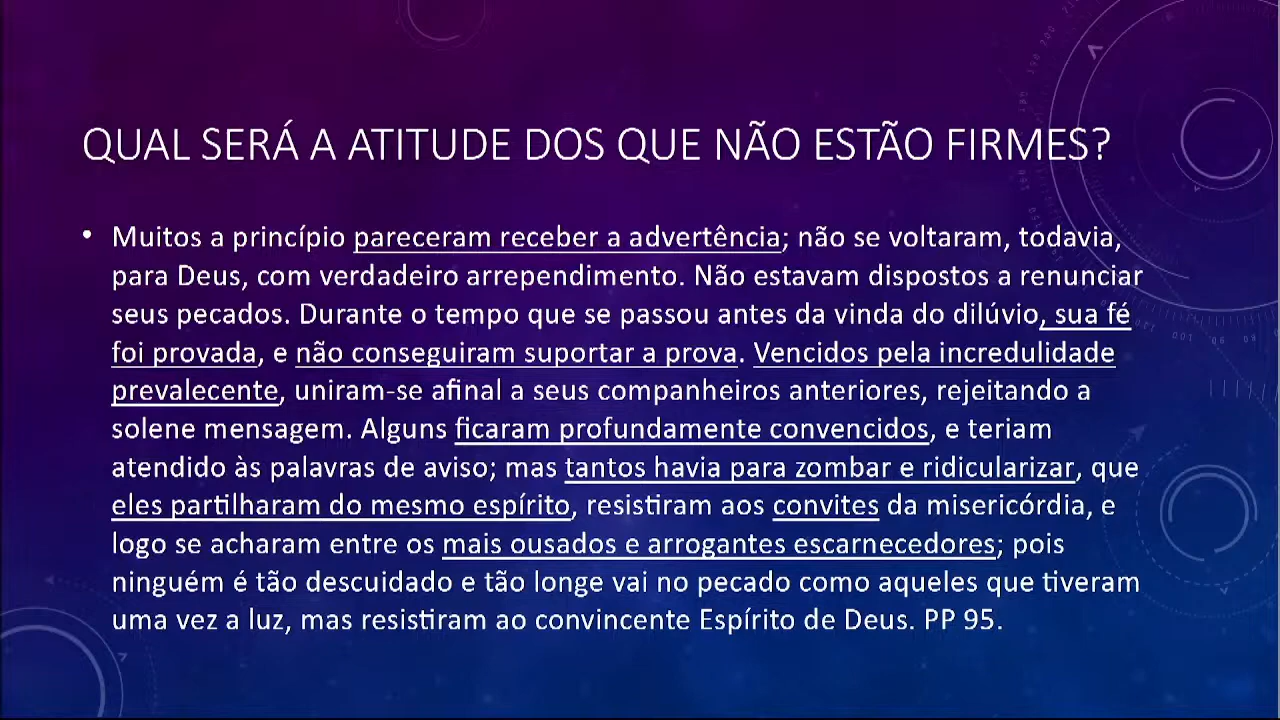 QUAL SERÁ A ATITUDE DOS QUE NÃO ESTÃO FIRMES?
• Muitos a princípio pareceram receber a advertência; não se voltaram, todavia,
para Deus, com verdadeiro arrependimento. Não estavam dispostos a renunciar
seus pecados. Durante o tempo que se passou antes da vinda do dilúvio, sua fé
foi provada, e não conseguiram suportar a prova. Vencidos pela incredulidade
prevalecente, uniram-se afinal a seus companheiros anteriores, rejeitando a
solene mensagem. Alguns ficaram profundamente convencidos, e teriam
atendido às palavras de aviso; mas tantos havia para zombar e ridicularizar, que
eles partilharam do mesmo espírito, resistiram aos convites da misericórdia, e
logo se acharam entre os mais ousados e arrogantes escarnecedores; pois
ninguém é tão descuidado e tão longe vai no pecado como aqueles que tiveram
uma vez a luz, mas resistiram ao convincente Espírito de Deus. PP 95.